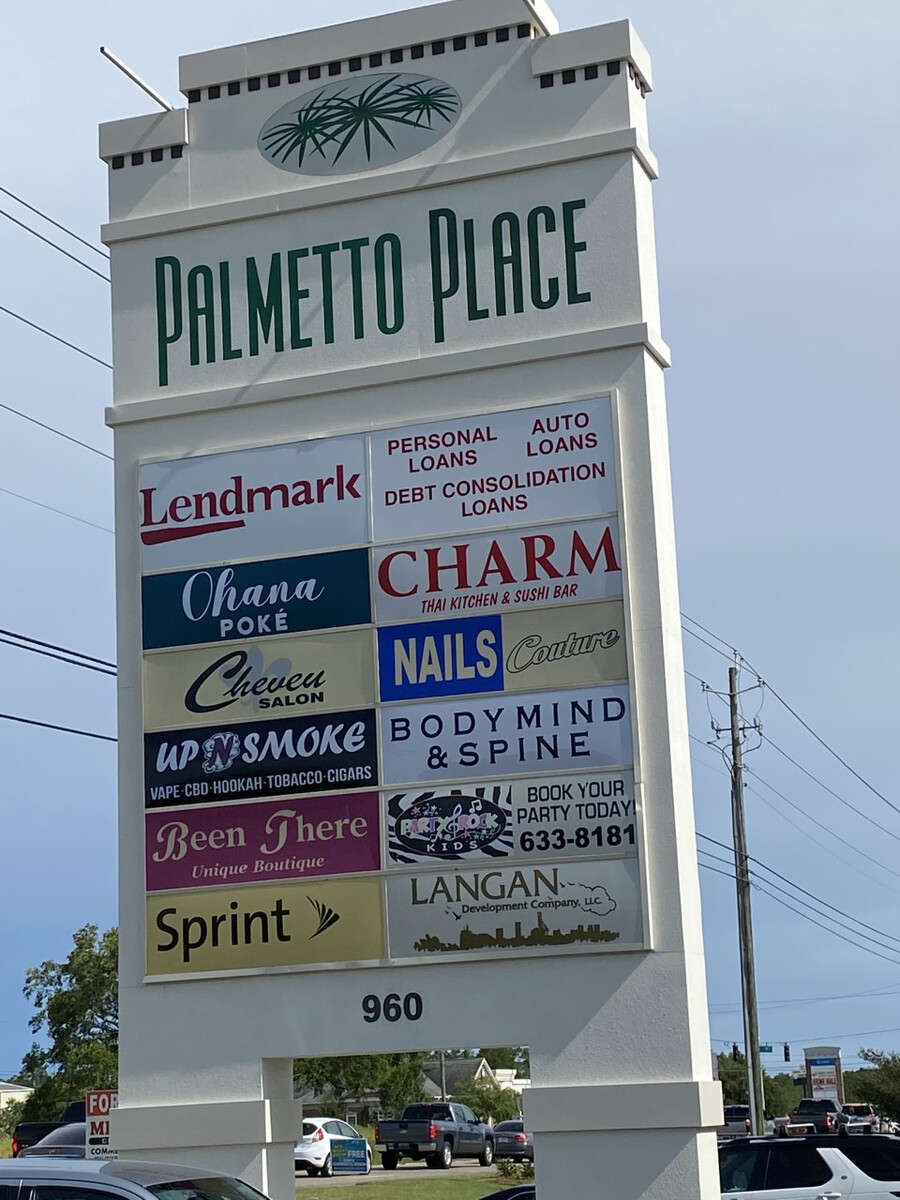 PALMETTO PLACE
Lendmark
PERSONAL LOANS
AUTO LOANS
DEBT CONSOLIDATION
LOANS
Ohana
POKÉ
CHARM
THAI KITCHEN & SUSHI BAR
Cheveu
SALON
NAILS Couture
UP N SMOKE
VAPE·CBD·HOOKAH·TOBACCO·CIGARS
BODYMIND
&SPINE
Been There
Unique Boutique
PARTY ROCK
KIDS
BOOK YOUR
PARTY TODAY!
633-8181
Sprint
LANGAN
Development Company, LLC.
960
FOR
FREE